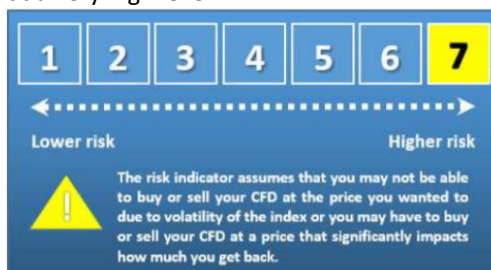 1 2 3 4 5 6 7
Lower risk Higher risk
!
The risk indicator assumes that you may not be able
to buy or sell your CFD at the price you wanted to
due to volatility of the index or you may have to buy
or sell your CFD at a price that significantly impacts
how much you get back.